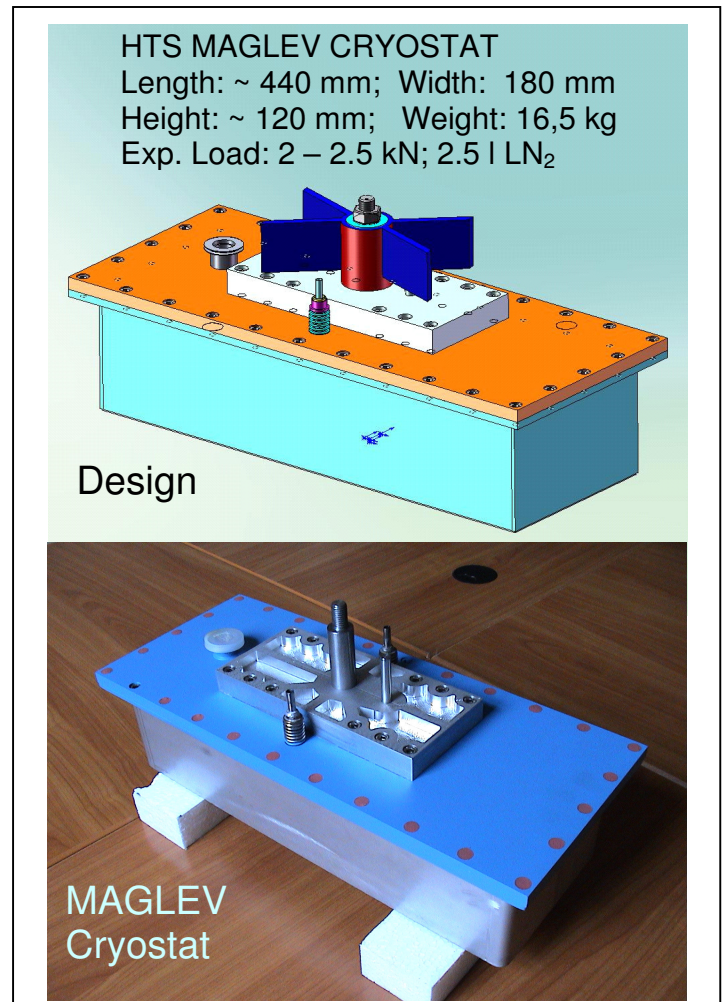 HTS MAGLEV CRYOSTAT
Length: ~ 440 mm; Width: 180 mm
Height: ~ 120 mm; Weight: 16,5 kg
Exp. Load: 2 – 2.5 kN; 2.5 l LN₂
Design
MAGLEV
Cryostat